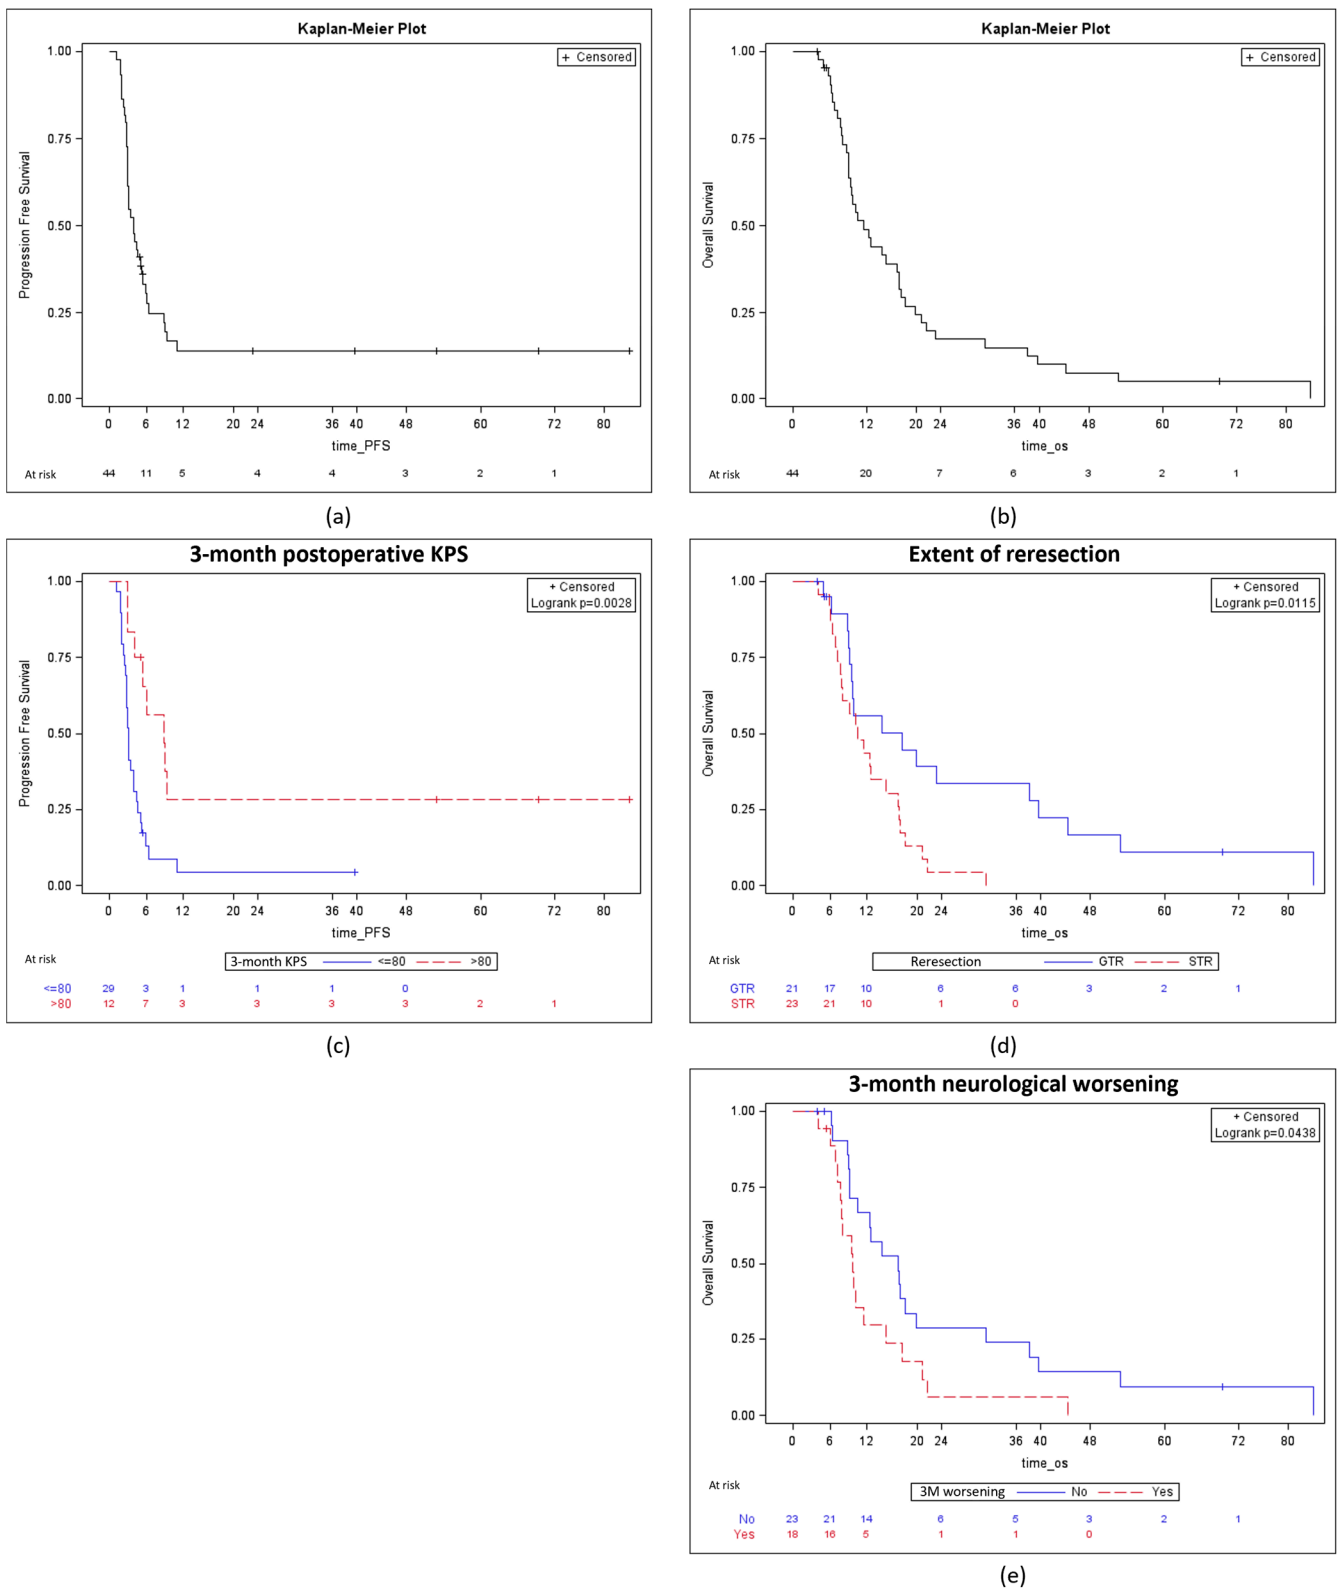 Kaplan-Meier Plot
+ Censored
Progression Free Survival
1.00
0.75
0.50
0.25
0.00
0 6 12 20 24 36 40 48 60 72 80
time_PFS
At risk 44 11 5 4 4 3 2 1
(a)
Kaplan-Meier Plot
+ Censored
Overall Survival
1.00
0.75
0.50
0.25
0.00
0 12 20 24 36 40 48 60 72 80
time_os
At risk 44 20 7 6 3 2 1
(b)
3-month postoperative KPS
+ Censored
Logrank p=0.0028
Progression Free Survival
1.00
0.75
0.50
0.25
0.00
0 6 12 20 24 36 40 48 60 72 80
time_PFS
At risk
3-month KPS <=80 >80
<=80 29 3 1 1 1 0
>80 12 7 3 3 3 3 2 1
(c)
Extent of reresection
+ Censored
Logrank p=0.0115
Overall Survival
1.00
0.75
0.50
0.25
0.00
0 6 12 20 24 36 40 48 60 72 80
time_os
At risk
Reresection GTR STR
GTR 21 17 10 6 6 3 2 1
STR 23 21 10 1 0
(d)
3-month neurological worsening
+ Censored
Logrank p=0.0438
Overall Survival
1.00
0.75
0.50
0.25
0.00
0 6 12 20 24 36 40 48 60 72 80
time_os
At risk
3M worsening No Yes
No 23 21 14 6 5 3 2 1
Yes 18 16 5 1 1 0
(e)